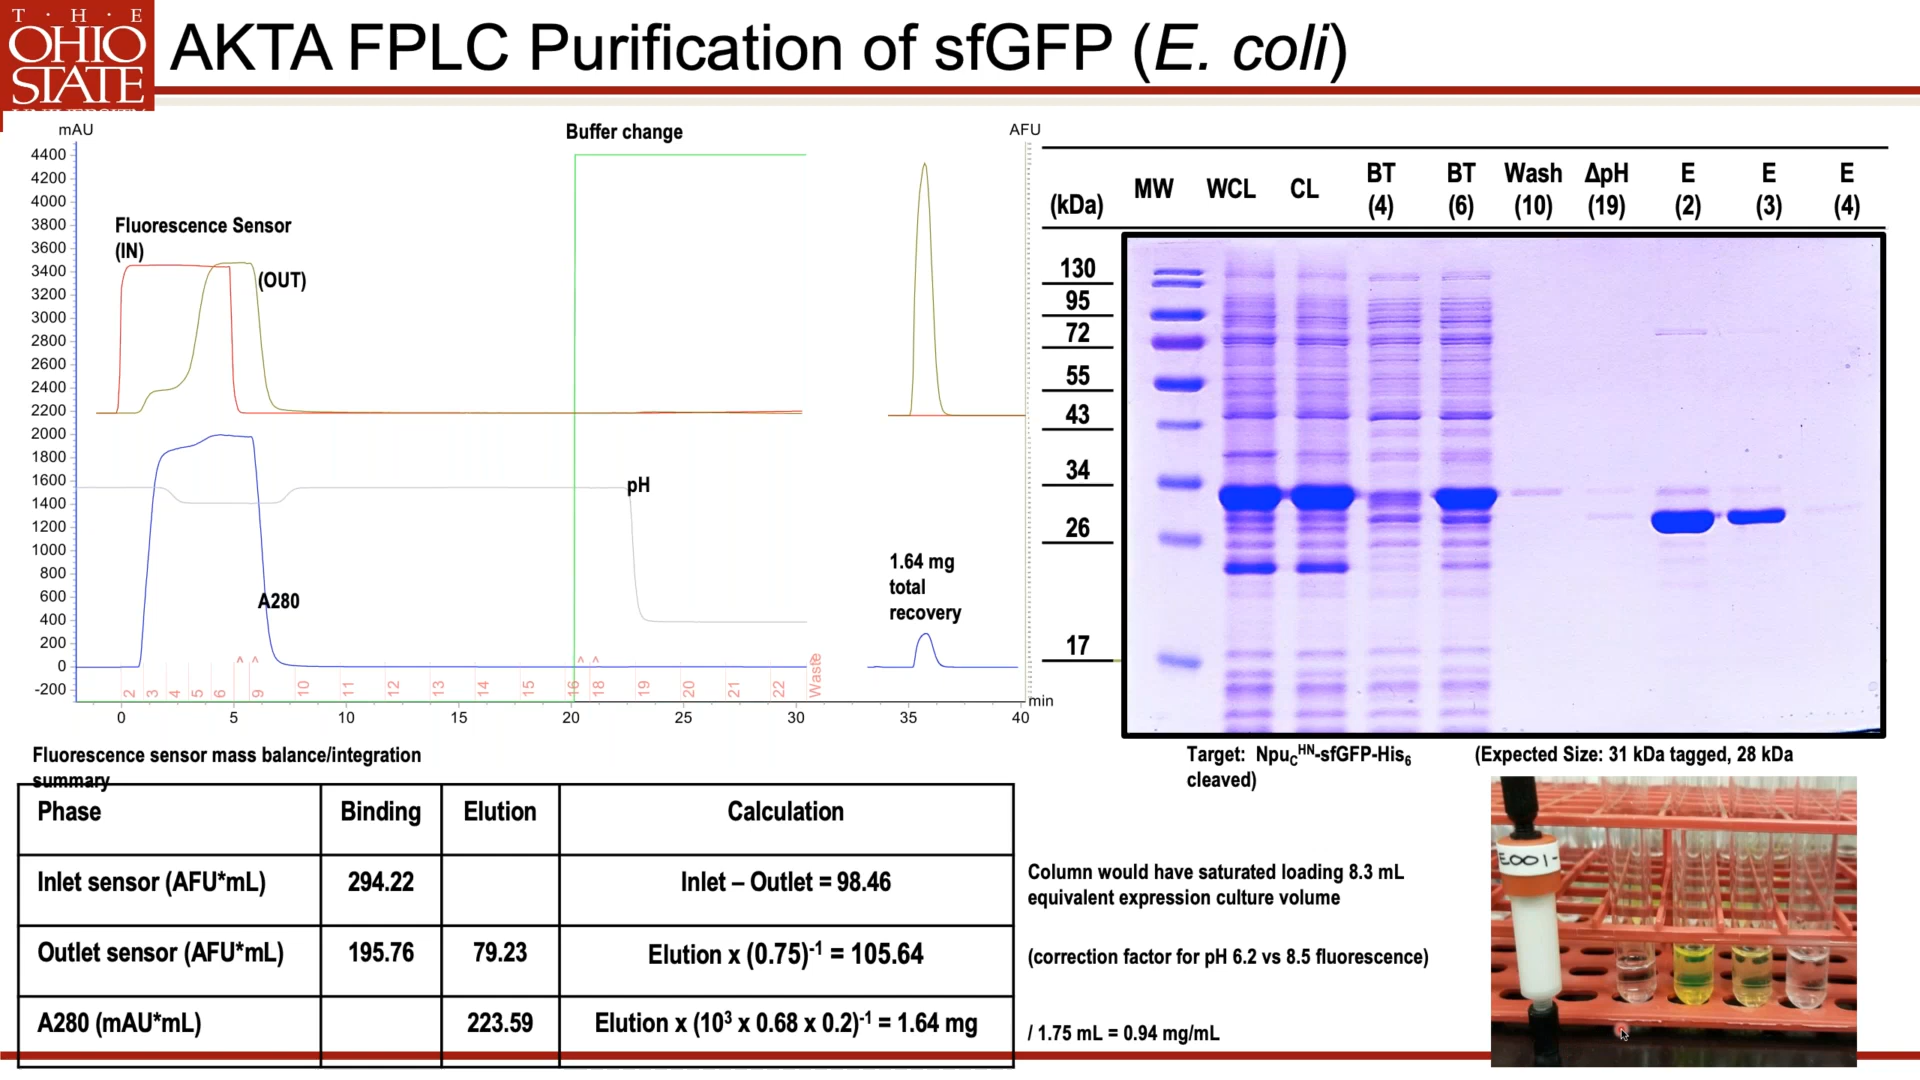 T · H · E
OHIO
STATE
UNIVERSITY
AKTA FPLC Purification of sfGFP (E. coli)
mAU
Buffer change
AFU
4400
4200
4000
3800
3600
3400
3200
3000
2800
2600
2400
2200
2000
1800
1600
1400
1200
1000
800
600
400
200
0
-200
Fluorescence Sensor
(IN)
(OUT)
pH
A280
1.64 mg
total
recovery
2 3 4 5 6 9 10 11 12 13 14 15 16 18 19 20 21 22 Waste
min
0 5 10 15 20 25 30 35 40
(kDa) MW WCL CL BT (4) BT (6) Wash (10) ΔpH (19) E (2) E (3) E (4)
130
95
72
55
43
34
26
17
Target: Npu_C^HN-sfGFP-His₆ (Expected Size: 31 kDa tagged, 28 kDa
cleaved)
Fluorescence sensor mass balance/integration
summary
Phase Binding Elution Calculation
Inlet sensor (AFU*mL) 294.22 Inlet – Outlet = 98.46
Outlet sensor (AFU*mL) 195.76 79.23 Elution x (0.75)⁻¹ = 105.64
A280 (mAU*mL) 223.59 Elution x (10³ x 0.68 x 0.2)⁻¹ = 1.64 mg
Column would have saturated loading 8.3 mL
equivalent expression culture volume
(correction factor for pH 6.2 vs 8.5 fluorescence)
/ 1.75 mL = 0.94 mg/mL
E001-